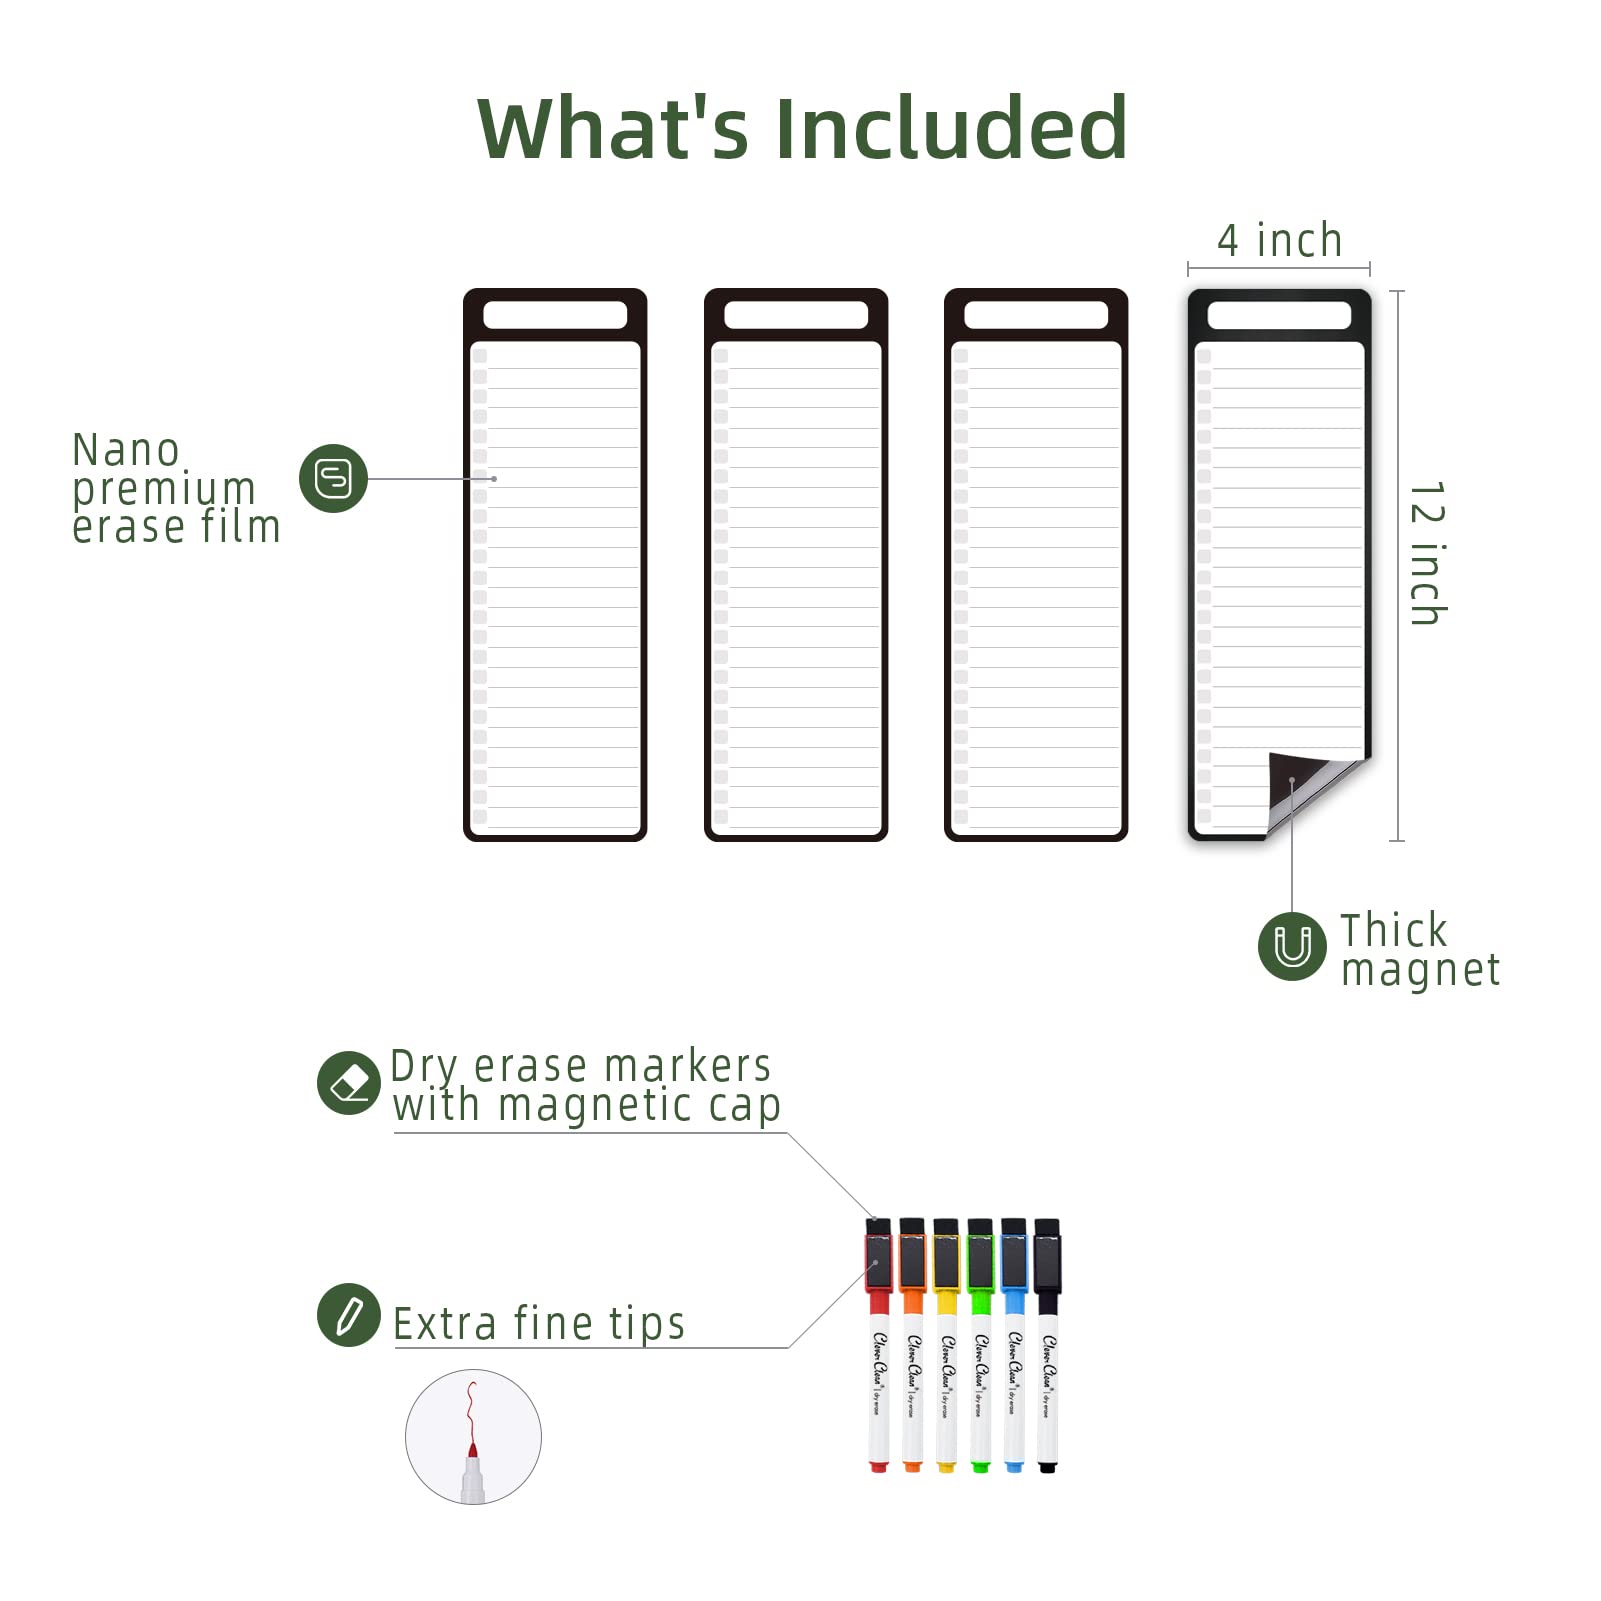 What's Included
4 inch
12 inch
Nano
premium
erase film
Thick
magnet
Dry erase markers
with magnetic cap
Extra fine tips
Clever Clean® | dry erase
Clever Clean® | dry erase
Clever Clean® | dry erase
Clever Clean® | dry erase
Clever Clean® | dry erase
Clever Clean® | dry erase